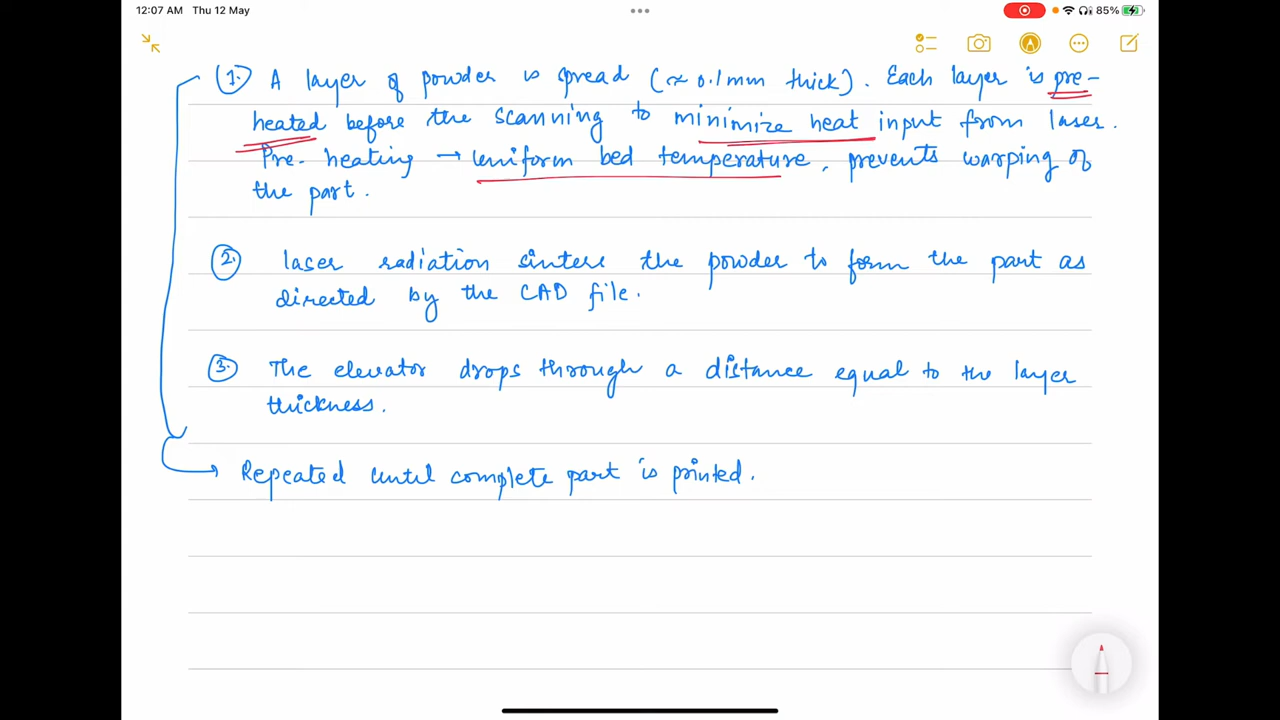 12:07 AM Thu 12 May
85%
1. A layer of powder is spread (≈ 0.1mm thick). Each layer is pre-
heated before the scanning to minimize heat input from laser.
Pre-heating → uniform bed temperature, prevents warping of
the part.
2. laser radiation sinters the powder to form the part as
directed by the CAD file.
3. The elevator drops through a distance equal to the layer
thickness.
→ Repeated until complete part is printed.